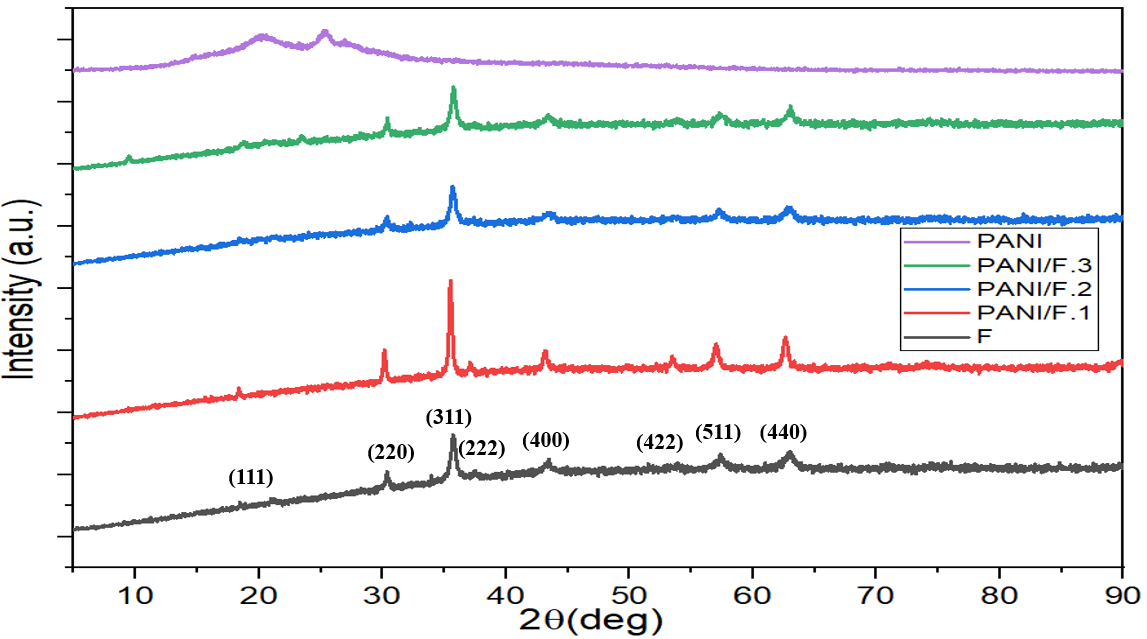 Intensity (a.u.)
PANI
PANI/F.3
PANI/F.2
PANI/F.1
F
(111)
(220)
(311)
(222)
(400)
(422)
(511)
(440)
10 20 30 40 50 60 70 80 90
2θ(deg)